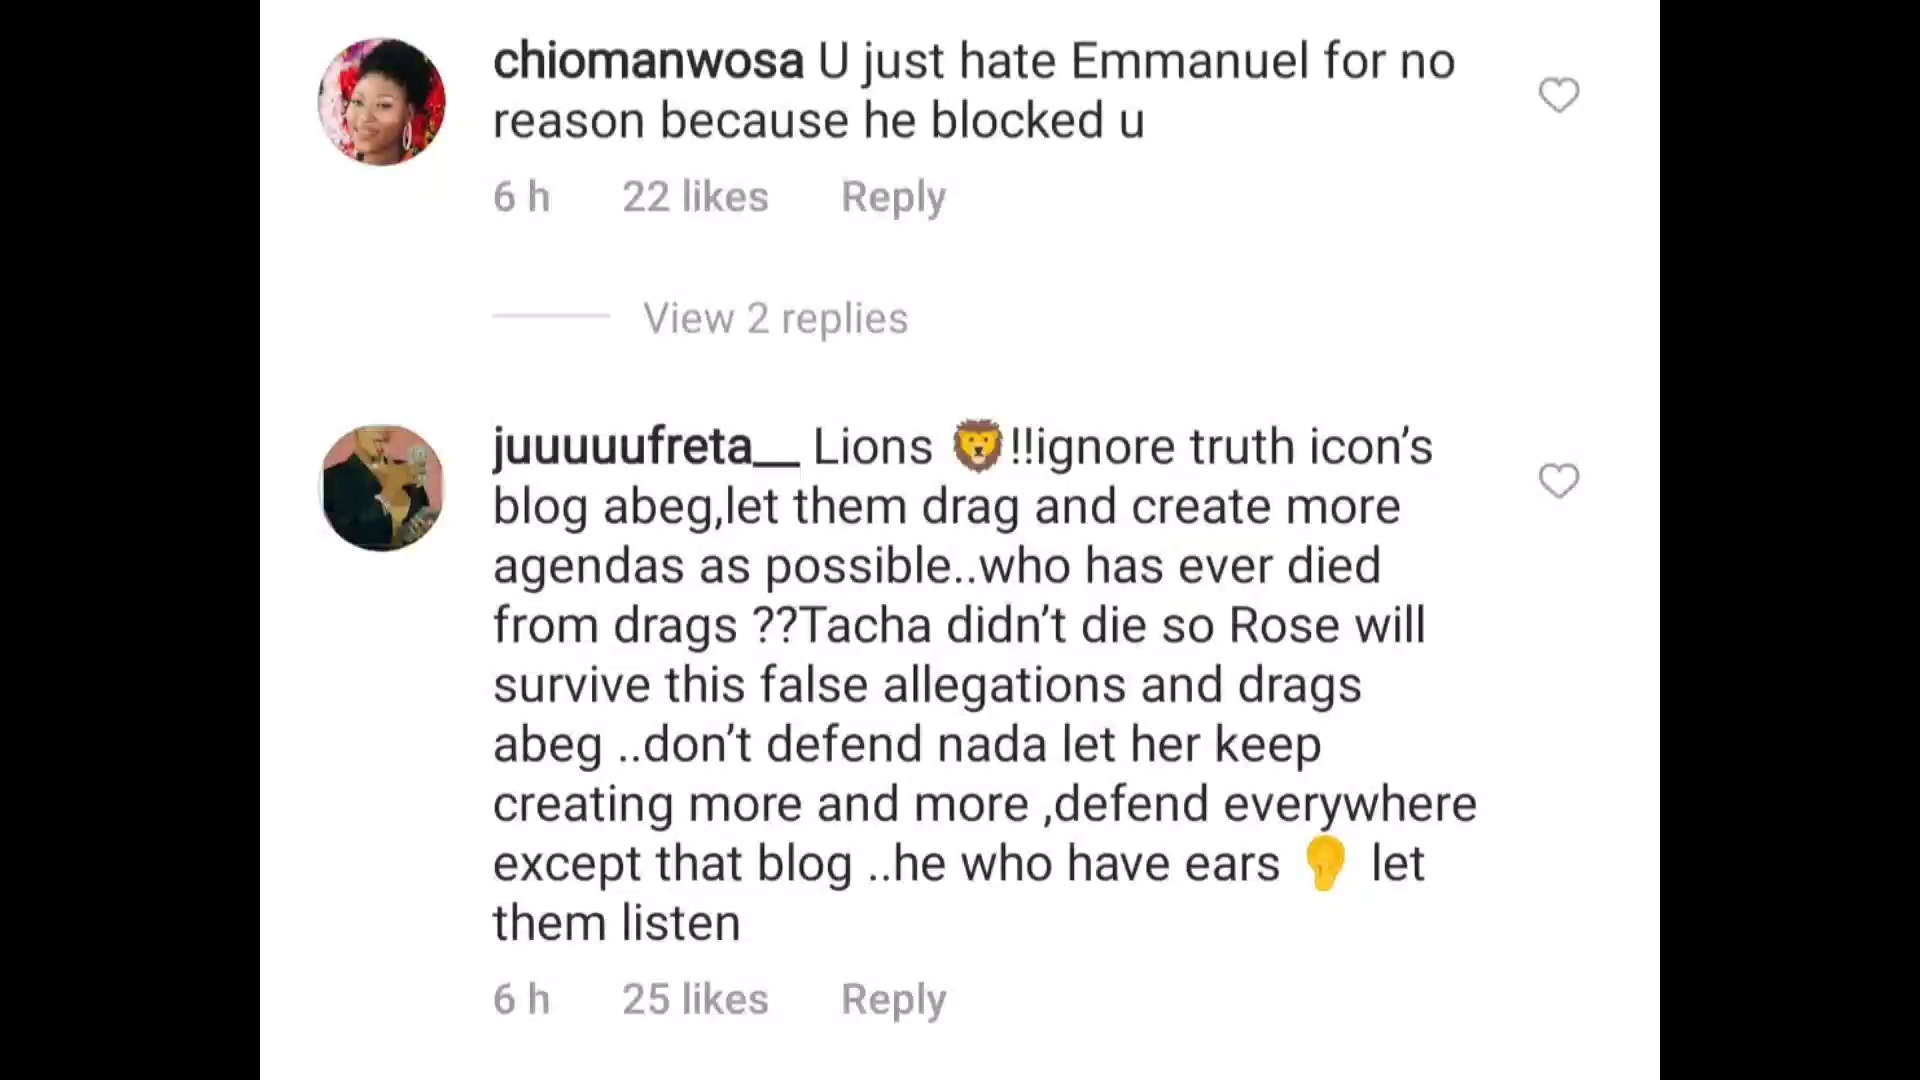 chiomanwosa U just hate Emmanuel for no
reason because he blocked u
6 h 22 likes Reply
View 2 replies
juuuuufreta__ Lions 🦁!!ignore truth icon’s
blog abeg,let them drag and create more
agendas as possible..who has ever died
from drags ??Tacha didn’t die so Rose will
survive this false allegations and drags
abeg ..don’t defend nada let her keep
creating more and more ,defend everywhere
except that blog ..he who have ears 👂 let
them listen
6 h 25 likes Reply